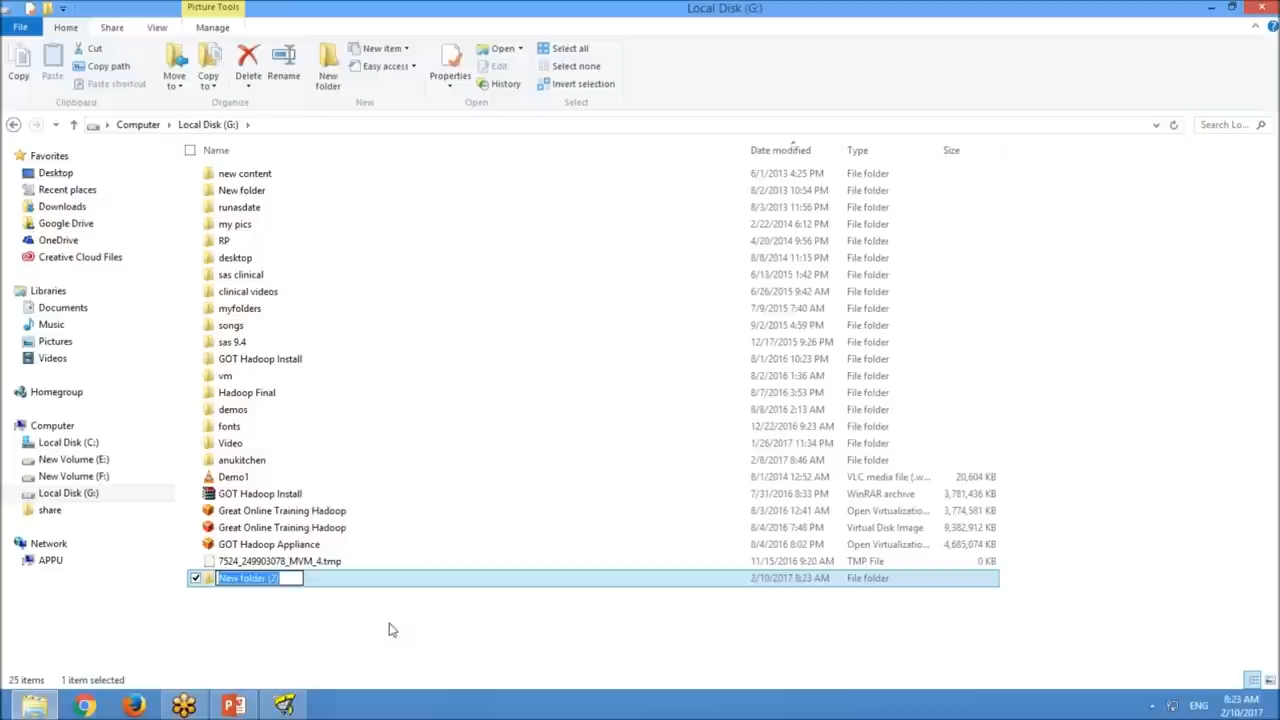 Picture Tools
Local Disk (G:)
File Home Share View Manage
Copy
Paste
Cut
Copy path
Paste shortcut
Clipboard
Move to
Copy to
Delete
Rename
Organize
New folder
New item
Easy access
New
Properties
Open
Edit
History
Open
Select all
Select none
Invert selection
Select
Computer Local Disk (G:)
Search Lo...
Favorites
Desktop
Recent places
Downloads
Google Drive
OneDrive
Creative Cloud Files
Libraries
Documents
Music
Pictures
Videos
Homegroup
Computer
Local Disk (C:)
New Volume (E:)
New Volume (F:)
Local Disk (G:)
share
Network
APPU
Name Date modified Type Size
new content 6/1/2013 4:25 PM File folder
New folder 8/2/2013 10:54 PM File folder
runasdate 8/3/2013 11:56 PM File folder
my pics 2/22/2014 6:12 PM File folder
RP 4/20/2014 9:56 PM File folder
desktop 8/8/2014 11:15 PM File folder
sas clinical 6/13/2015 1:42 PM File folder
clinical videos 6/26/2015 9:42 AM File folder
myfolders 7/9/2015 7:40 AM File folder
songs 9/2/2015 4:59 PM File folder
sas 9.4 12/17/2015 9:26 PM File folder
GOT Hadoop Install 8/1/2016 10:23 PM File folder
vm 8/2/2016 1:36 AM File folder
Hadoop Final 8/7/2016 3:53 PM File folder
demos 8/8/2016 2:13 AM File folder
fonts 12/22/2016 9:23 AM File folder
Video 1/26/2017 11:34 PM File folder
anukitchen 2/8/2017 8:46 AM File folder
Demo1 8/1/2014 12:52 AM VLC media file (.w... 20,604 KB
GOT Hadoop Install 7/31/2016 8:33 PM WinRAR archive 3,781,436 KB
Great Online Training Hadoop 8/3/2016 12:41 AM Open Virtualizatio... 3,774,581 KB
Great Online Training Hadoop 8/4/2016 7:48 PM Virtual Disk Image 9,382,912 KB
GOT Hadoop Appliance 8/4/2016 8:02 PM Open Virtualizatio... 4,685,074 KB
7524_249903078_MVM_4.tmp 11/15/2016 9:20 AM TMP File 0 KB
New folder (2) 2/10/2017 8:23 AM File folder
25 items 1 item selected
ENG
8:23 AM
2/10/2017